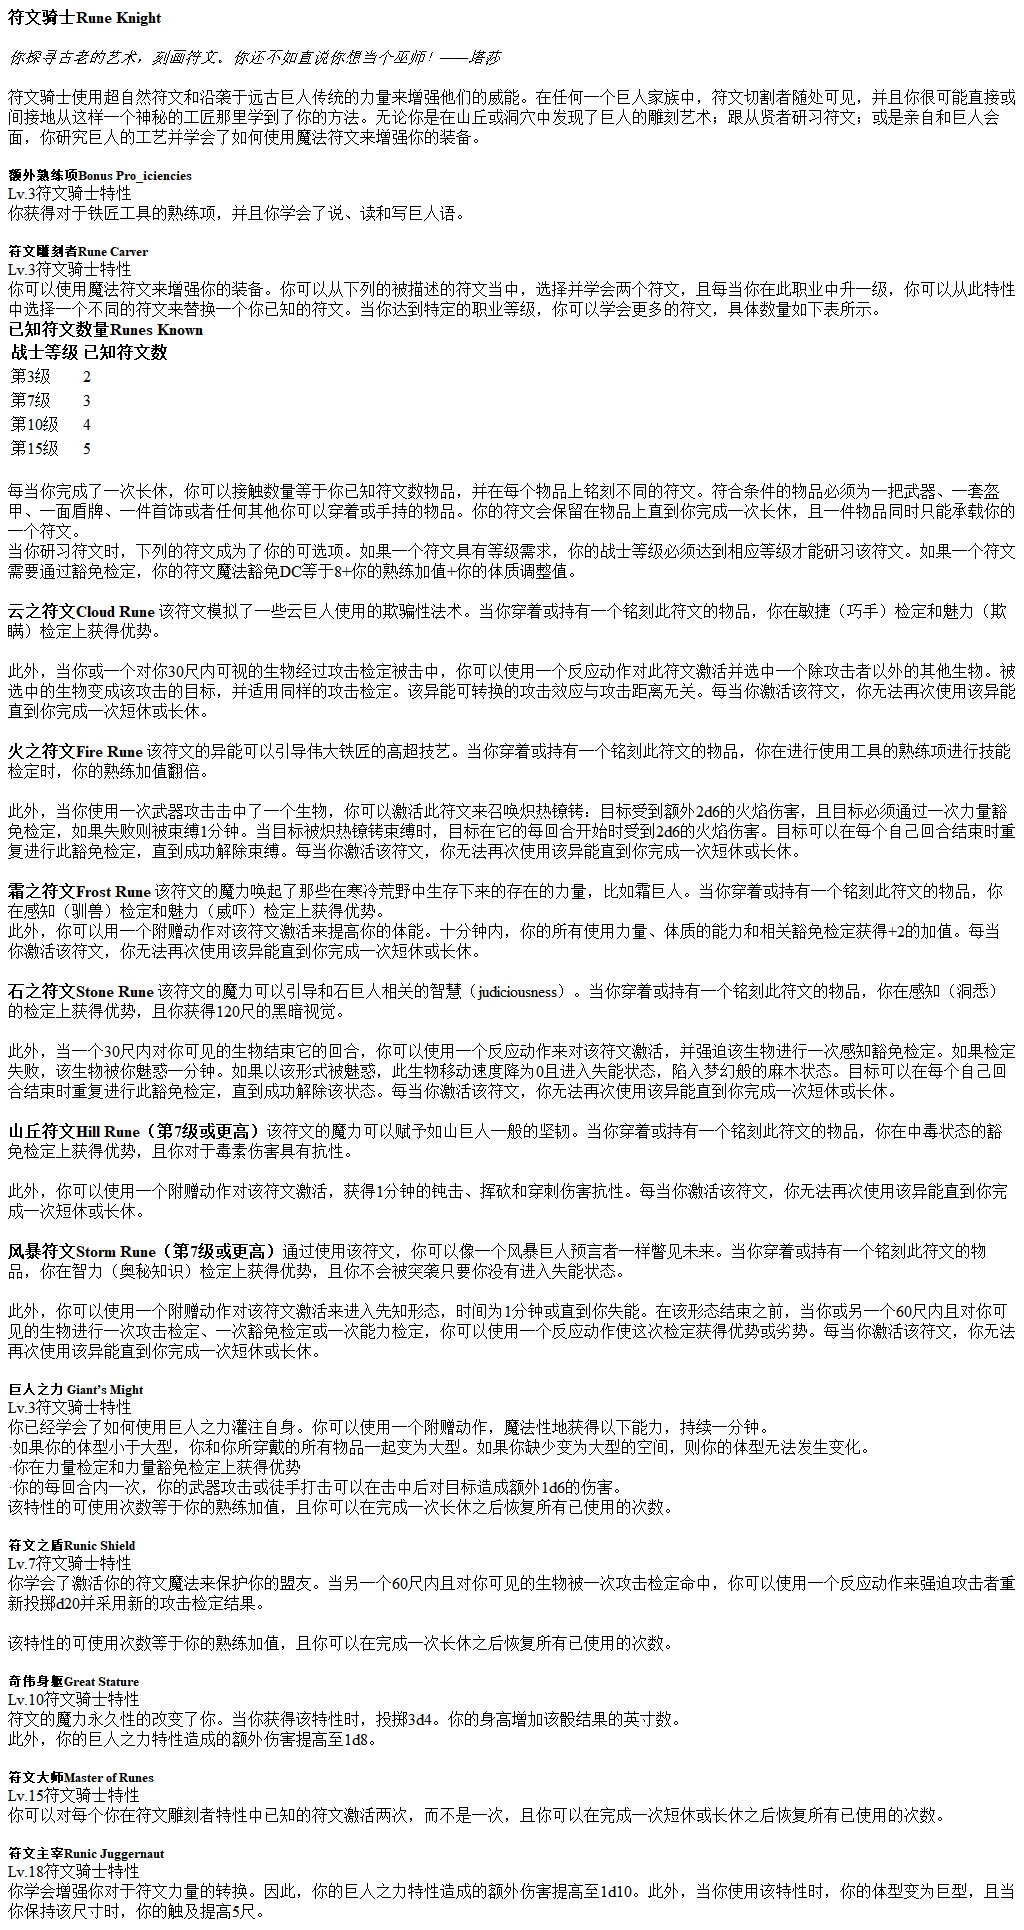 符文骑士Rune Knight
你探寻古老的艺术，刻画符文。你还不如直说你想当个巫师！——塔莎
符文骑士使用超自然符文和沿袭于远古巨人传统的力量来增强他们的威能。在任何一个巨人家族中，符文切割者随处可见，并且你很可能直接或
间接地从这样一个神秘的工匠那里学到了你的方法。无论你是在山丘或洞穴中发现了巨人的雕刻艺术；跟从贤者研习符文；或是亲自和巨人会
面，你研究巨人的工艺并学会了如何使用魔法符文来增强你的装备。
额外熟练项Bonus Pro_iciencies
Lv.3符文骑士特性
你获得对于铁匠工具的熟练项，并且你学会了说、读和写巨人语。
符文雕刻者Rune Carver
Lv.3符文骑士特性
你可以使用魔法符文来增强你的装备。你可以从下列的被描述的符文当中，选择并学会两个符文，且每当你在此职业中升一级，你可以从此特性
中选择一个不同的符文来替换一个你已知的符文。当你达到特定的职业等级，你可以学会更多的符文，具体数量如下表所示。
已知符文数量Runes Known
战士等级 已知符文数
第3级 2
第7级 3
第10级 4
第15级 5
每当你完成了一次长休，你可以接触数量等于你已知符文数物品，并在每个物品上铭刻不同的符文。符合条件的物品必须为一把武器、一套盔
甲、一面盾牌、一件首饰或者任何其他你可以穿着或手持的物品。你的符文会保留在物品上直到你完成一次长休，且一件物品同时只能承载你的
一个符文。
当你研习符文时，下列的符文成为了你的可选项。如果一个符文具有等级需求，你的战士等级必须达到相应等级才能研习该符文。如果一个符文
需要通过豁免检定，你的符文魔法豁免DC等于8+你的熟练加值+你的体质调整值。
云之符文Cloud Rune 该符文模拟了一些云巨人使用的欺骗性法术。当你穿着或持有一个铭刻此符文的物品，你在敏捷（巧手）检定和魅力（欺
瞒）检定上获得优势。
此外，当你或一个对你30尺内可视的生物经过攻击检定被击中，你可以使用一个反应动作对此符文激活并选中一个除攻击者以外的其他生物。被
选中的生物变成该攻击的目标，并适用同样的攻击检定。该异能可转换的攻击效应与攻击距离无关。每当你激活该符文，你无法再次使用该异能
直到你完成一次短休或长休。
火之符文Fire Rune 该符文的异能可以引导伟大铁匠的高超技艺。当你穿着或持有一个铭刻此符文的物品，你在进行使用工具的熟练项进行技能
检定时，你的熟练加值翻倍。
此外，当你使用一次武器攻击击中了一个生物，你可以激活此符文来召唤炽热镣铐：目标受到额外2d6的火焰伤害，且目标必须通过一次力量豁
免检定，如果失败则被束缚1分钟。当目标被炽热镣铐束缚时，目标在它的每回合开始时受到2d6的火焰伤害。目标可以在每个自己回合结束时重
复进行此豁免检定，直到成功解除束缚。每当你激活该符文，你无法再次使用该异能直到你完成一次短休或长休。
霜之符文Frost Rune 该符文的魔力唤起了那些在寒冷荒野中生存下来的存在的力量，比如霜巨人。当你穿着或持有一个铭刻此符文的物品，你
在感知（驯兽）检定和魅力（威吓）检定上获得优势。
此外，你可以用一个附赠动作对该符文激活来提高你的体能。十分钟内，你的所有使用力量、体质的能力和相关豁免检定获得+2的加值。每当
你激活该符文，你无法再次使用该异能直到你完成一次短休或长休。
石之符文Stone Rune 该符文的魔力可以引导和石巨人相关的智慧（judiciousness）。当你穿着或持有一个铭刻此符文的物品，你在感知（洞悉）
的检定上获得优势，且你获得120尺的黑暗视觉。
此外，当一个30尺内对你可见的生物结束它的回合，你可以使用一个反应动作来对该符文激活，并强迫该生物进行一次感知豁免检定。如果检定
失败，该生物被你魅惑一分钟。如果以该形式被魅惑，此生物移动速度降为0且进入失能状态，陷入梦幻般的麻木状态。目标可以在每个自己回
合结束时重复进行此豁免检定，直到成功解除该状态。每当你激活该符文，你无法再次使用该异能直到你完成一次短休或长休。
山丘符文Hill Rune（第7级或更高）该符文的魔力可以赋予如山巨人一般的坚韧。当你穿着或持有一个铭刻此符文的物品，你在中毒状态的豁
免检定上获得优势，且你对于毒素伤害具有抗性。
此外，你可以使用一个附赠动作对该符文激活，获得1分钟的钝击、挥砍和穿刺伤害抗性。每当你激活该符文，你无法再次使用该异能直到你完
成一次短休或长休。
风暴符文Storm Rune（第7级或更高）通过使用该符文，你可以像一个风暴巨人预言者一样瞥见未来。当你穿着或持有一个铭刻此符文的物
品，你在智力（奥秘知识）检定上获得优势，且你不会被突袭只要你没有进入失能状态。
此外，你可以使用一个附赠动作对该符文激活来进入先知形态，时间为1分钟或直到你失能。在该形态结束之前，当你或另一个60尺内且对你可
见的生物进行一次攻击检定、一次豁免检定或一次能力检定，你可以使用一个反应动作使这次检定获得优势或劣势。每当你激活该符文，你无法
再次使用该异能直到你完成一次短休或长休。
巨人之力 Giant’s Might
Lv.3符文骑士特性
你已经学会了如何使用巨人之力灌注自身。你可以使用一个附赠动作，魔法性地获得以下能力，持续一分钟。
·如果你的体型小于大型，你和你所穿戴的所有物品一起变为大型。如果你缺少变为大型的空间，则你的体型无法发生变化。
·你在力量检定和力量豁免检定上获得优势
·你的每回合内一次，你的武器攻击或徒手打击可以在击中后对目标造成额外1d6的伤害。
该特性的可使用次数等于你的熟练加值，且你可以在完成一次长休之后恢复所有已使用的次数。
符文之盾Runic Shield
Lv.7符文骑士特性
你学会了激活你的符文魔法来保护你的盟友。当另一个60尺内且对你可见的生物被一次攻击检定命中，你可以使用一个反应动作来强迫攻击者重
新投掷d20并采用新的攻击检定结果。
该特性的可使用次数等于你的熟练加值，且你可以在完成一次长休之后恢复所有已使用的次数。
奇伟身躯Great Stature
Lv.10符文骑士特性
符文的魔力永久性的改变了你。当你获得该特性时，投掷3d4。你的身高增加该骰结果的英寸数。
此外，你的巨人之力特性造成的额外伤害提高至1d8。
符文大师Master of Runes
Lv.15符文骑士特性
你可以对每个你在符文雕刻者特性中已知的符文激活两次，而不是一次，且你可以在完成一次短休或长休之后恢复所有已使用的次数。
符文主宰Runic Juggernaut
Lv.18符文骑士特性
你学会增强你对于符文力量的转换。因此，你的巨人之力特性造成的额外伤害提高至1d10。此外，当你使用该特性时，你的体型变为巨型，且当
你保持该尺寸时，你的触及提高5尺。